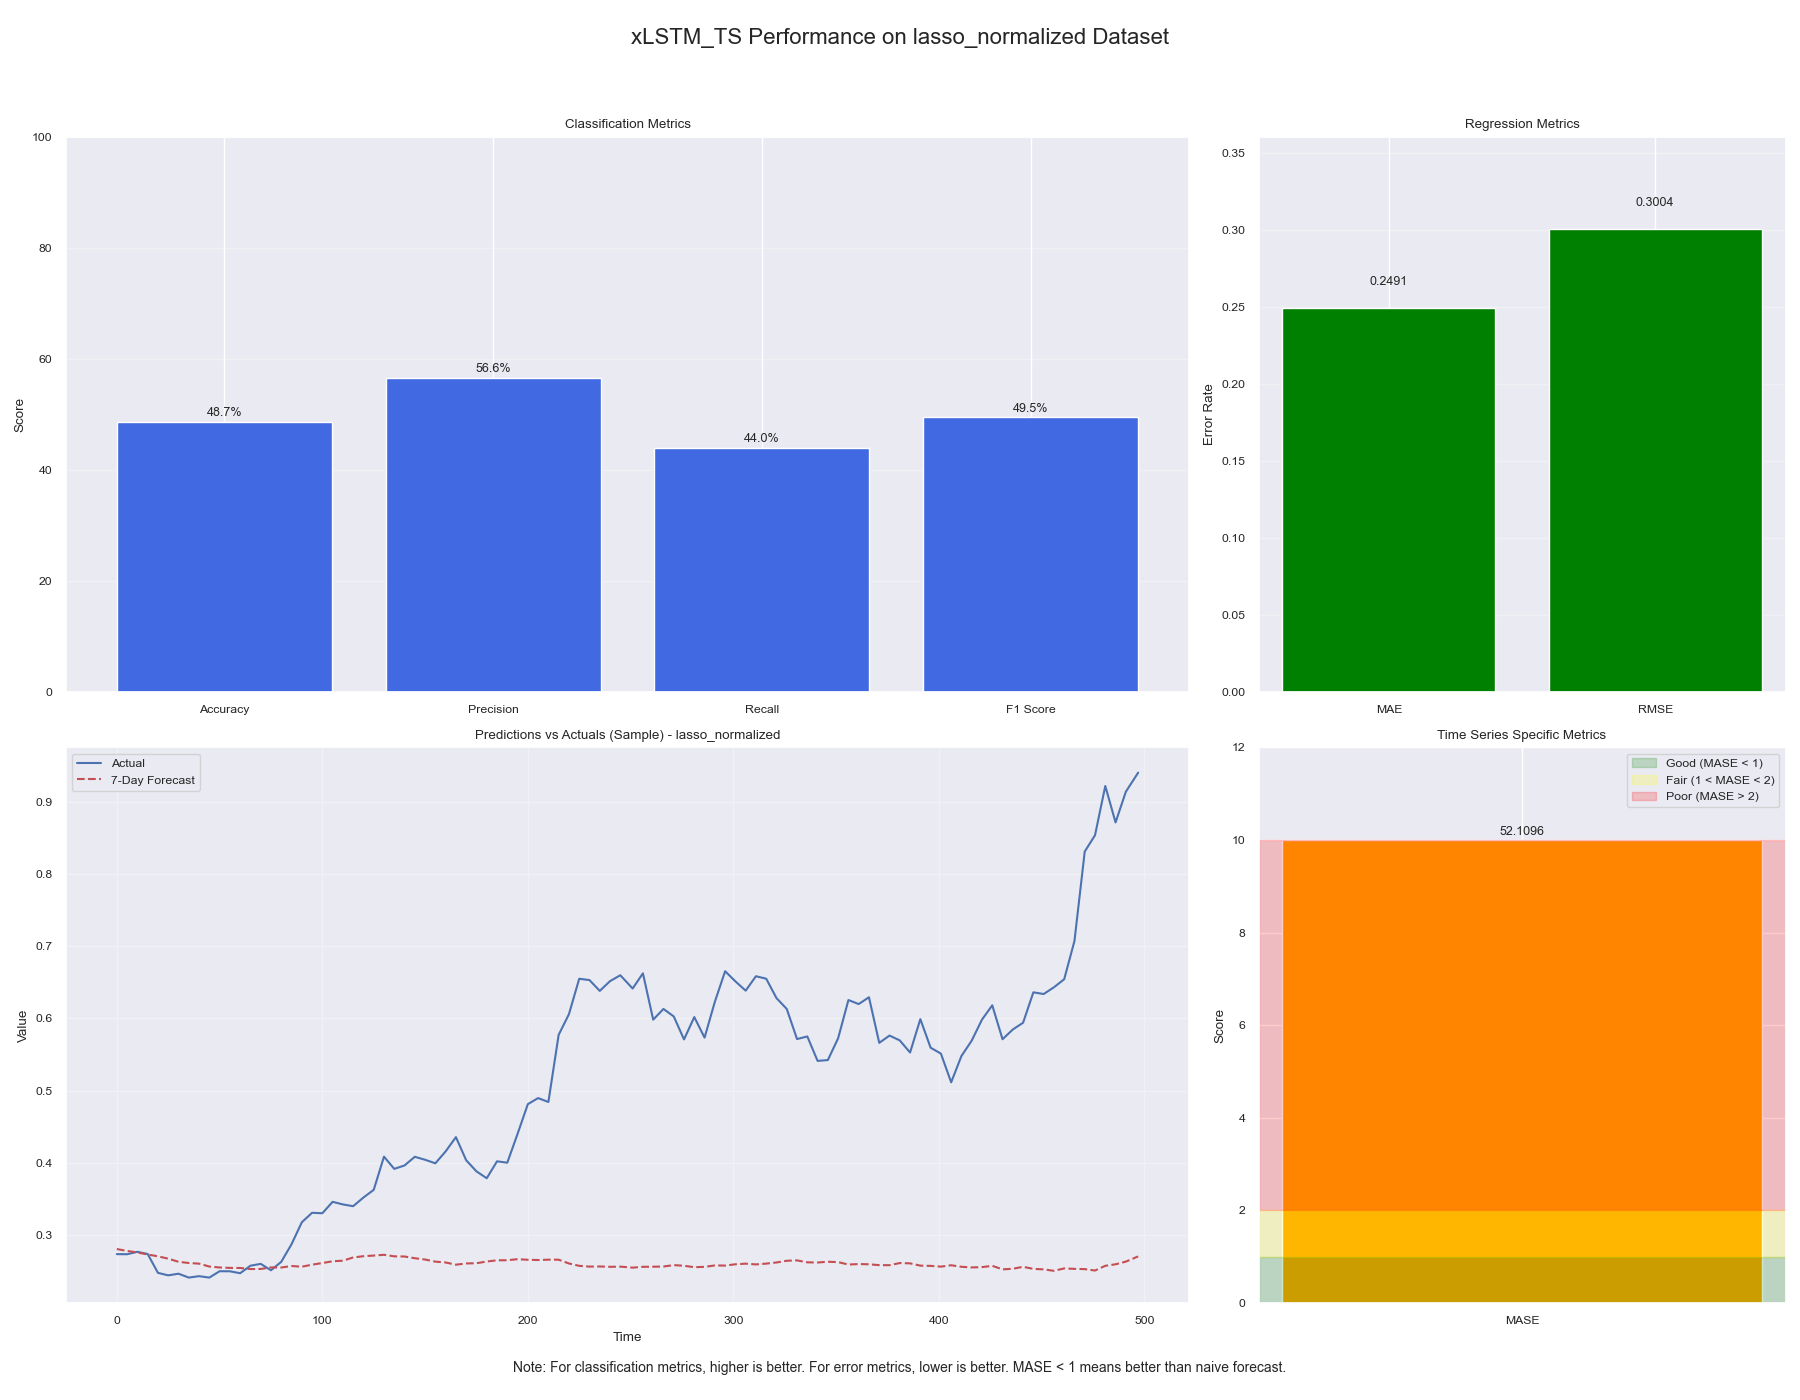 xLSTM_TS Performance on lasso_normalized Dataset
Classification Metrics
100
80
60
40
20
0
Score
48.7%
56.6%
44.0%
49.5%
Accuracy
Precision
Recall
F1 Score
Regression Metrics
0.35
0.30
0.25
0.20
0.15
0.10
0.05
0.00
Error Rate
0.2491
0.3004
MAE
RMSE
Predictions vs Actuals (Sample) - lasso_normalized
Actual
7-Day Forecast
0.9
0.8
0.7
0.6
0.5
0.4
0.3
Value
0
100
200
300
400
500
Time
Time Series Specific Metrics
Good (MASE < 1)
Fair (1 < MASE < 2)
Poor (MASE > 2)
52.1096
12
10
8
6
4
2
0
Score
MASE
Note: For classification metrics, higher is better. For error metrics, lower is better. MASE < 1 means better than naive forecast.